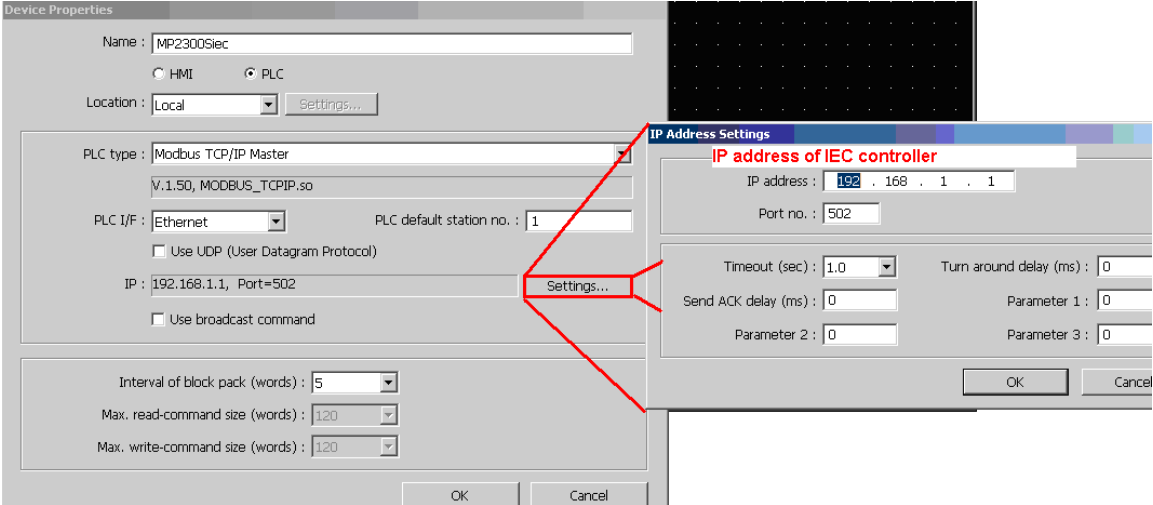 Device Properties
Name : MP2300Siec
HMI PLC
Location : Local Settings...
PLC type : Modbus TCP/IP Master
V.1.50, MODBUS_TCPIP.so
PLC I/F : Ethernet PLC default station no. : 1
Use UDP (User Datagram Protocol)
IP : 192.168.1.1, Port=502 Settings...
Use broadcast command
Interval of block pack (words) : 5
Max. read-command size (words) : 120
Max. write-command size (words) : 120
OK Cancel
IP Address Settings
IP address of IEC controller
IP address : 192 . 168 . 1 . 1
Port no. : 502
Timeout (sec) : 1.0 Turn around delay (ms) : 0
Send ACK delay (ms) : 0 Parameter 1 : 0
Parameter 2 : 0 Parameter 3 : 0
OK Cancel